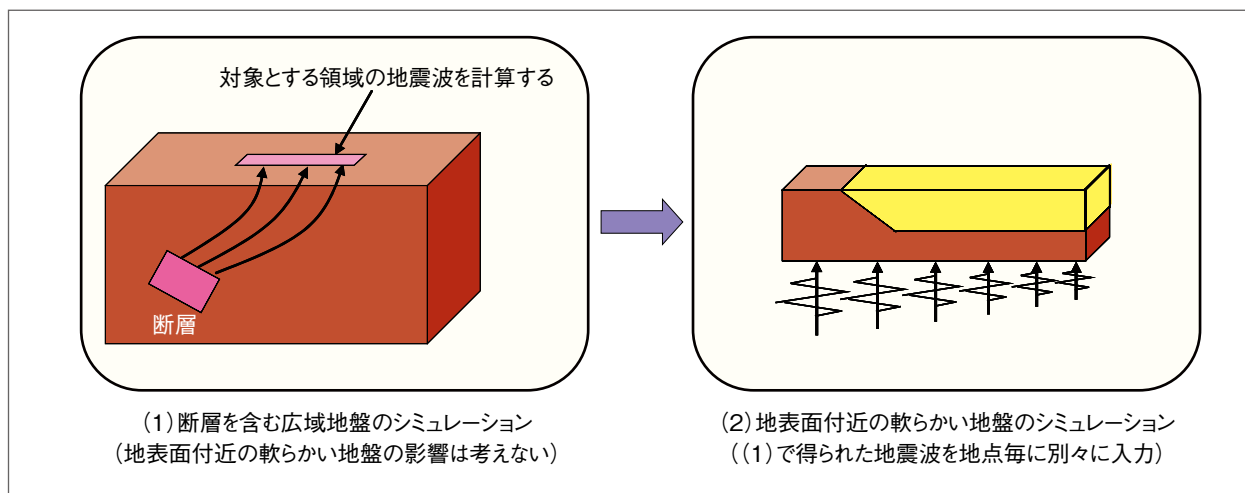 対象とする領域の地震波を計算する
断層
(1)断層を含む広域地盤のシミュレーション
(地表面付近の軟らかい地盤の影響は考えない)
(2)地表面付近の軟らかい地盤のシミュレーション
((1)で得られた地震波を地点毎に別々に入力)